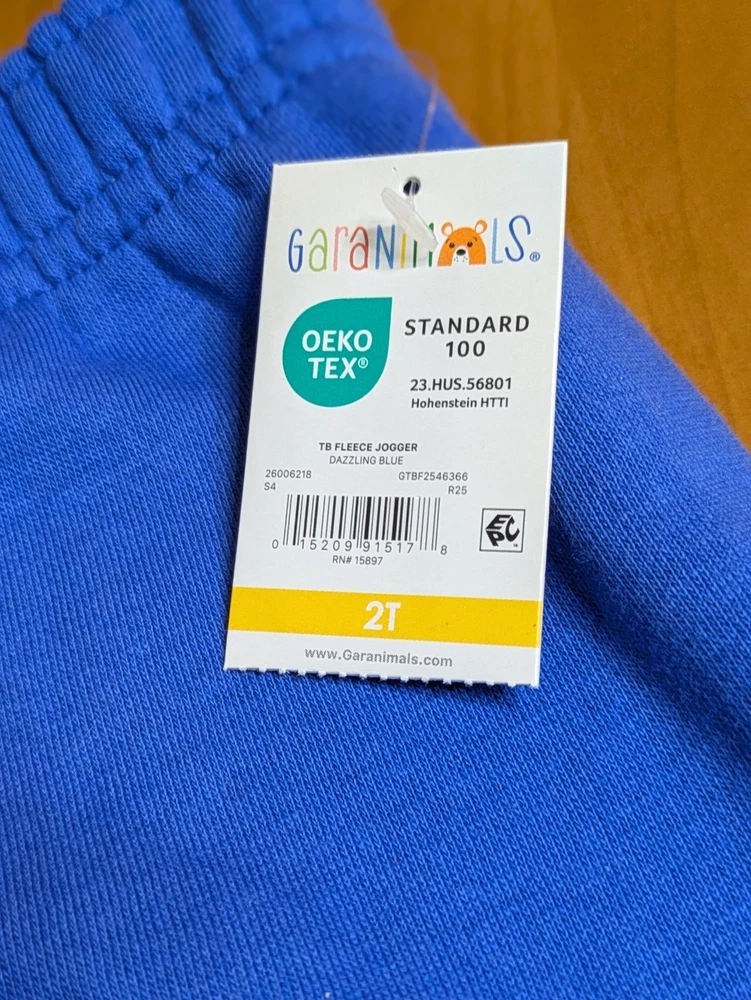 GaraNIMALS®
OEKO
TEX®
STANDARD
100
23.HUS.56801
Hohenstein HTTI
TB FLEECE JOGGER
DAZZLING BLUE
26006218 GTBF2546366
S4 R25
0 15209 91517 8
RN# 15897
EPC
2T
www.Garanimals.com